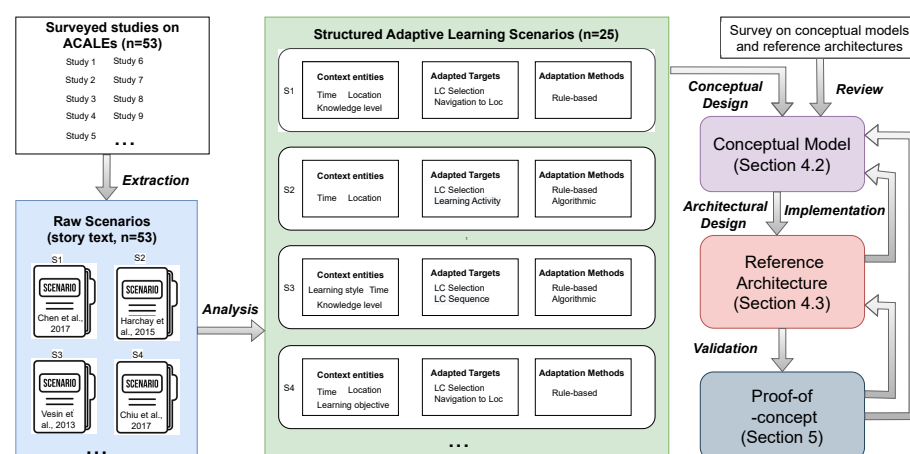 Surveyed studies on
ACALEs (n=53)
Study 1 Study 6
Study 2 Study 7
Study 3 Study 8
Study 4 Study 9
Study 5
...
Extraction
Raw Scenarios
(story text, n=53)
S1
SCENARIO
Chen et al.,
2017
S2
SCENARIO
Harchay et
al., 2015
S3
SCENARIO
Vesin et
al., 2013
S4
SCENARIO
Chiu et al.,
2017
...
Analysis
Structured Adaptive Learning Scenarios (n=25)
S1
Context entities
Time Location
Knowledge level
Adapted Targets
LC Selection
Navigation to Loc
Adaptation Methods
Rule-based
S2
Context entities
Time Location
Adapted Targets
LC Selection
Learning Activity
Adaptation Methods
Rule-based
Algorithmic
S3
Context entities
Learning style Time
Knowledge level
Adapted Targets
LC Selection
LC Sequence
Adaptation Methods
Rule-based
Algorithmic
S4
Context entities
Time Location
Learning objective
Adapted Targets
LC Selection
Navigation to Loc
Adaptation Methods
Rule-based
...
Survey on conceptual models
and reference architectures
Conceptual
Design
Review
Conceptual Model
(Section 4.2)
Architectural
Design
Implementation
Reference
Architecture
(Section 4.3)
Validation
Proof-of
-concept
(Section 5)